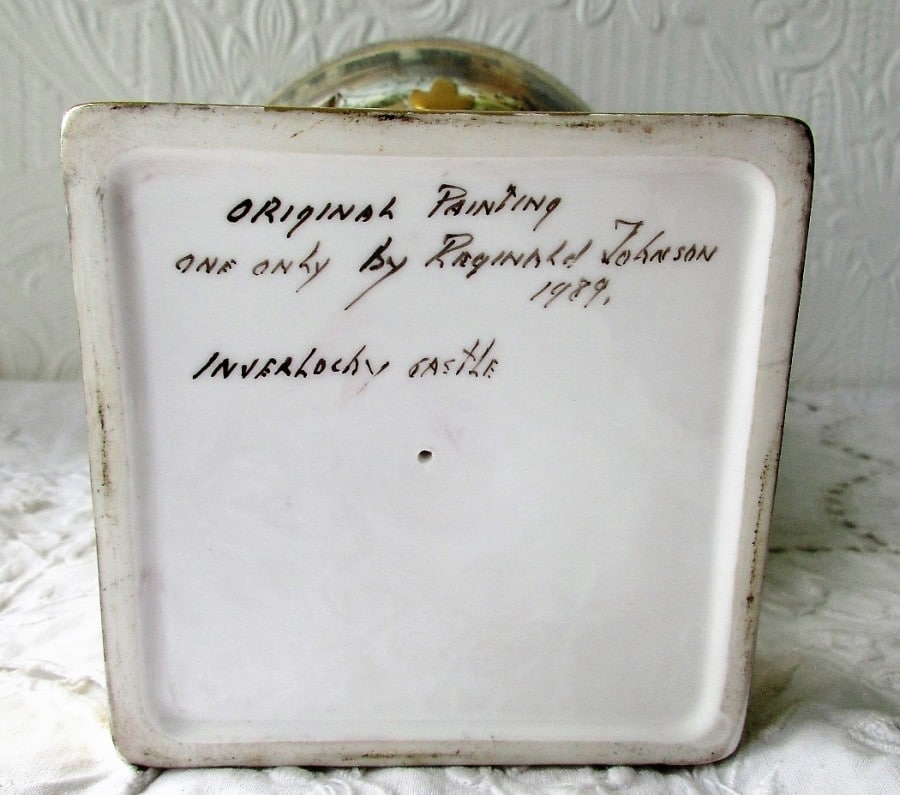 ORIGINAL PAINTING
ONE ONLY By REGINALD JOHNSON
1989.
INVERLOCHY CASTLE